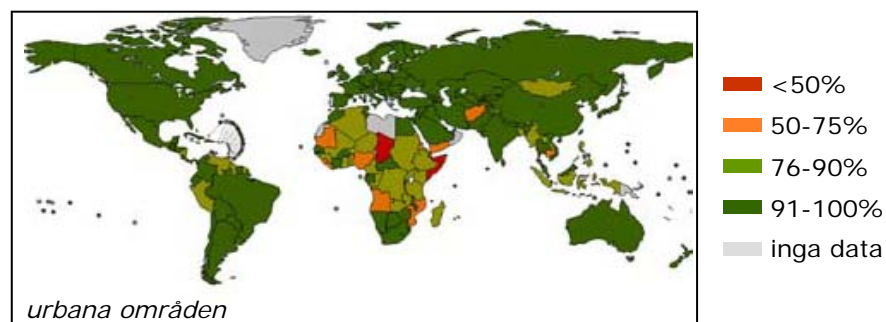 <50%
50-75%
76-90%
91-100%
inga data
urbana områden